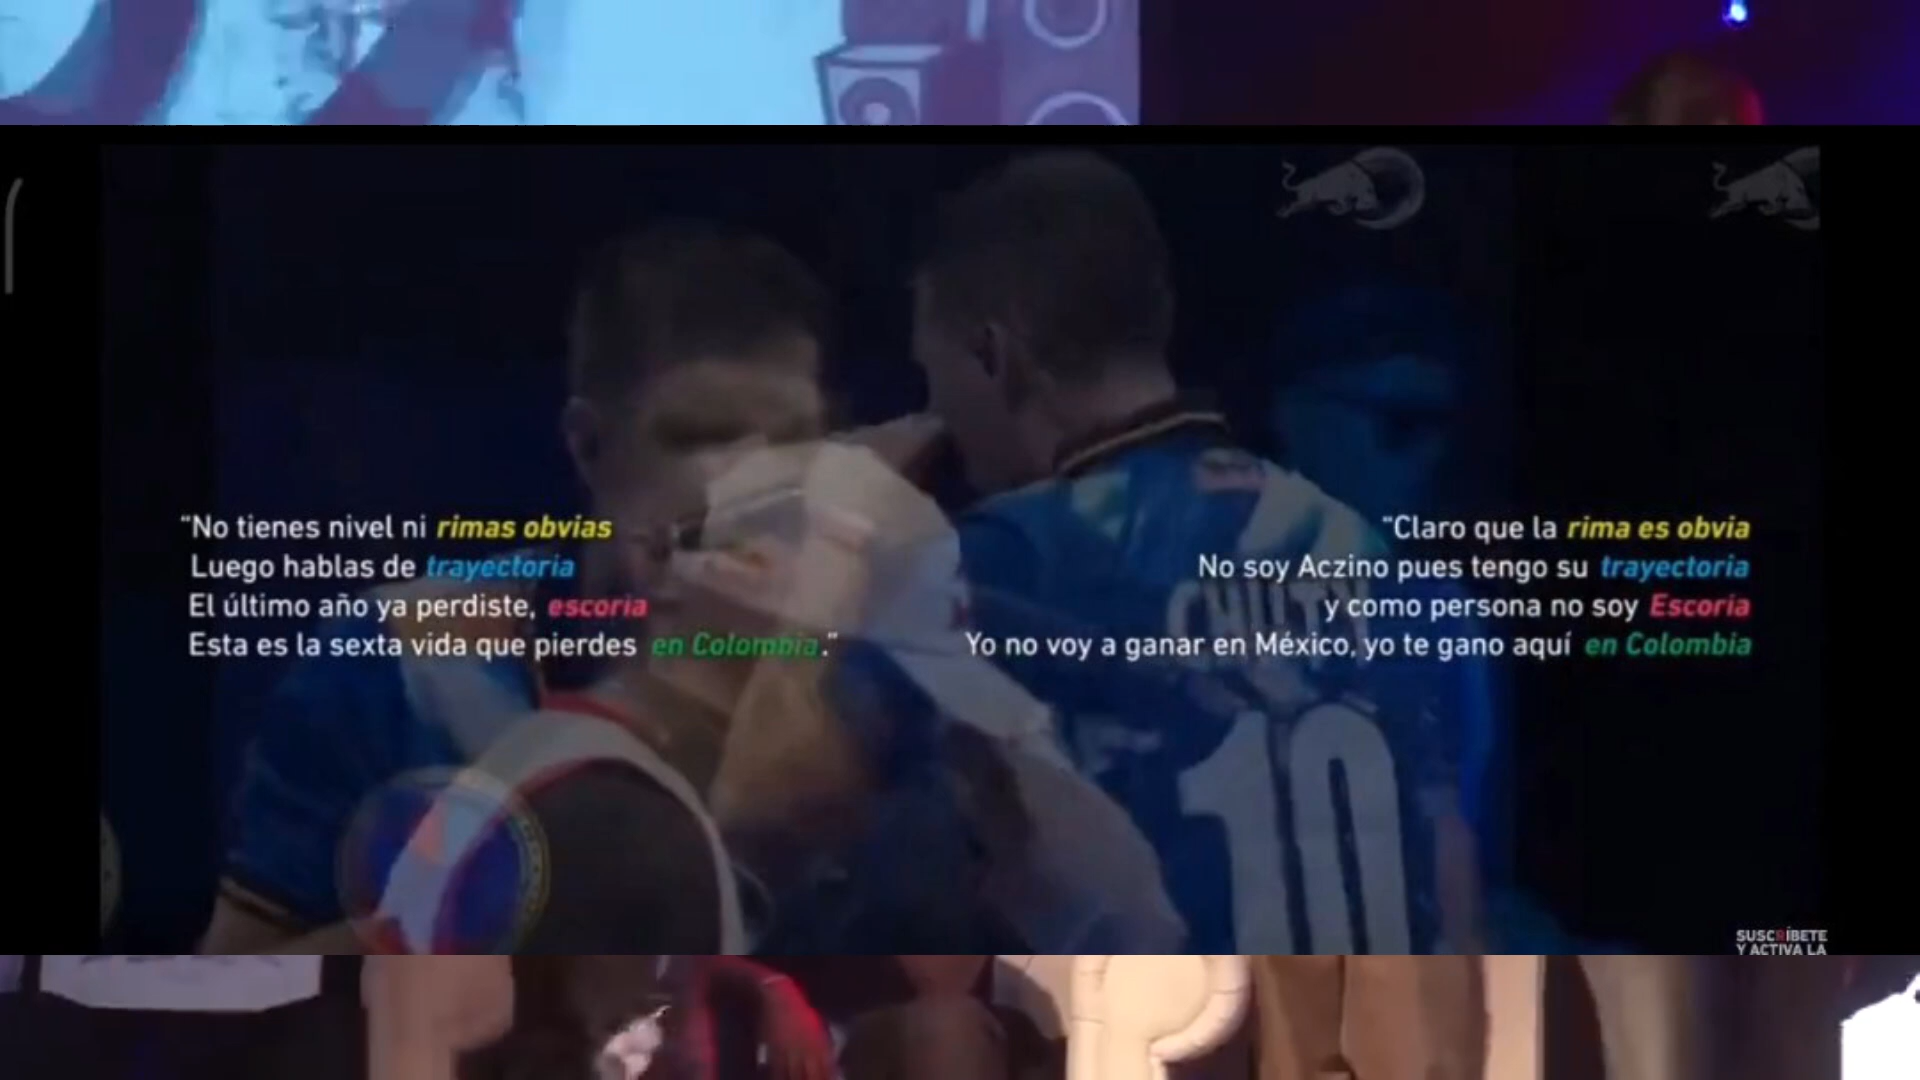 “No tienes nivel ni rimas obvias
Luego hablas de trayectoria
El último año ya perdiste, escoria
Esta es la sexta vida que pierdes en Colombia.”
“Claro que la rima es obvia
No soy Aczino pues tengo su trayectoria
y como persona no soy Escoria
Yo no voy a ganar en México, yo te gano aquí en Colombia
CHUTY
10
SUSCRÍBETE
Y ACTIVA LA